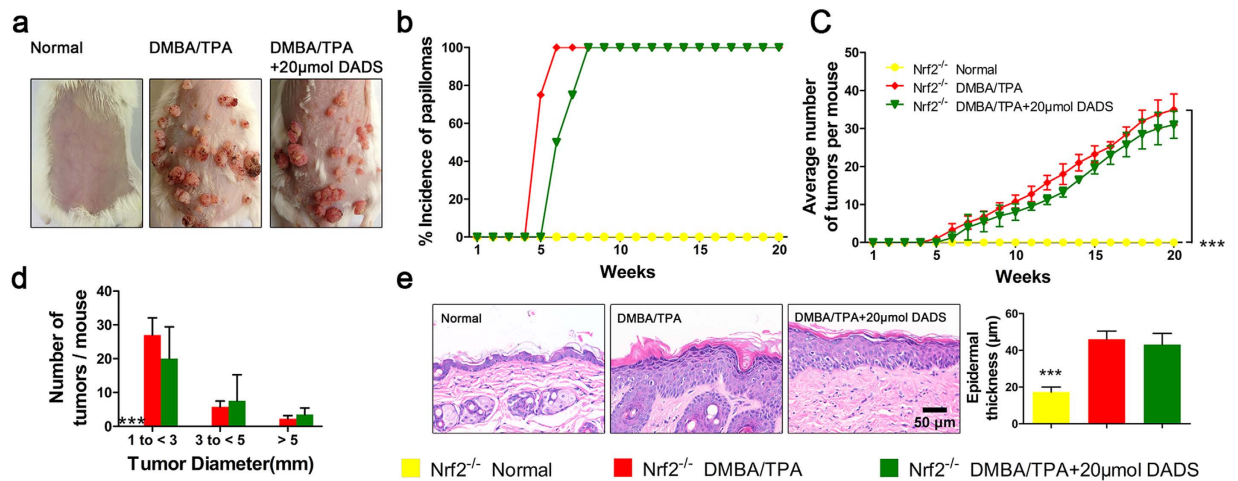 a
Normal
DMBA/TPA
DMBA/TPA
+20μmol DADS
b
% Incidence of papillomas
100
80
60
40
20
0
1
5
10
15
20
Weeks
c
Average number
of tumors per mouse
50
40
30
20
10
0
1
5
10
15
20
Weeks
Nrf2-/- Normal
Nrf2-/- DMBA/TPA
Nrf2-/- DMBA/TPA+20μmol DADS
***
d
Number of
tumors / mouse
40
30
20
10
0
***
1 to < 3
3 to < 5
> 5
Tumor Diameter(mm)
e
Normal
DMBA/TPA
DMBA/TPA+20μmol DADS
50 μm
Epidermal
thickness (μm)
60
40
20
0
***
Nrf2-/- Normal
Nrf2-/- DMBA/TPA
Nrf2-/- DMBA/TPA+20μmol DADS